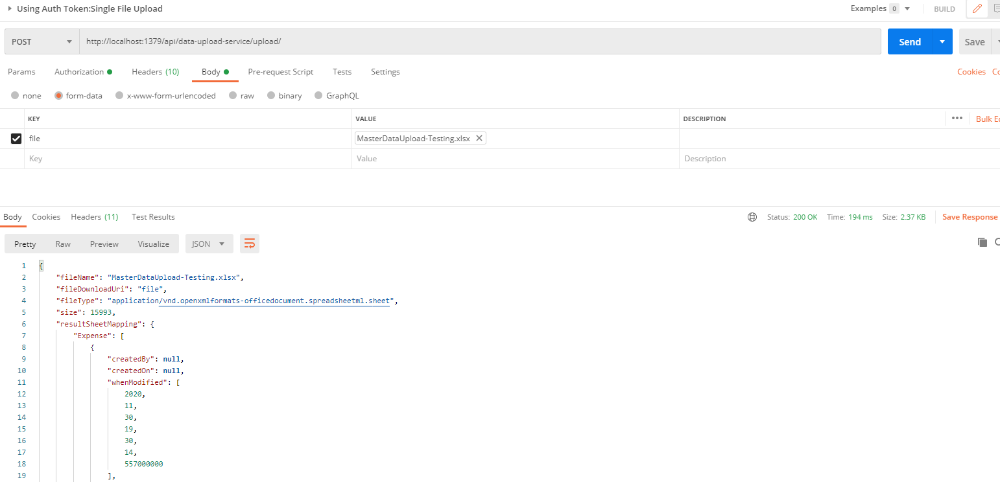 Using Auth Token:Single File Upload Examples 0 BUILD
POST http://localhost:1379/api/data-upload-service/upload/ Send Save
Params Authorization Headers (10) Body Pre-request Script Tests Settings Cookies
none form-data x-www-form-urlencoded raw binary GraphQL
KEY VALUE DESCRIPTION ••• Bulk
file MasterDataUpload-Testing.xlsx
Key Value Description
Body Cookies Headers (11) Test Results Status: 200 OK Time: 194 ms Size: 2.37 KB Save Response
Pretty Raw Preview Visualize JSON
1 {
2 "fileName": "MasterDataUpload-Testing.xlsx",
3 "fileDownloadUri": "file",
4 "fileType": "application/vnd.openxmlformats-officedocument.spreadsheetml.sheet",
5 "size": 15993,
6 "resultSheetMapping": {
7 "Expense": [
8 {
9 "createdBy": null,
10 "createdOn": null,
11 "whenModified": [
12 2020,
13 11,
14 30,
15 19,
16 30,
17 14,
18 557000000
19 ],